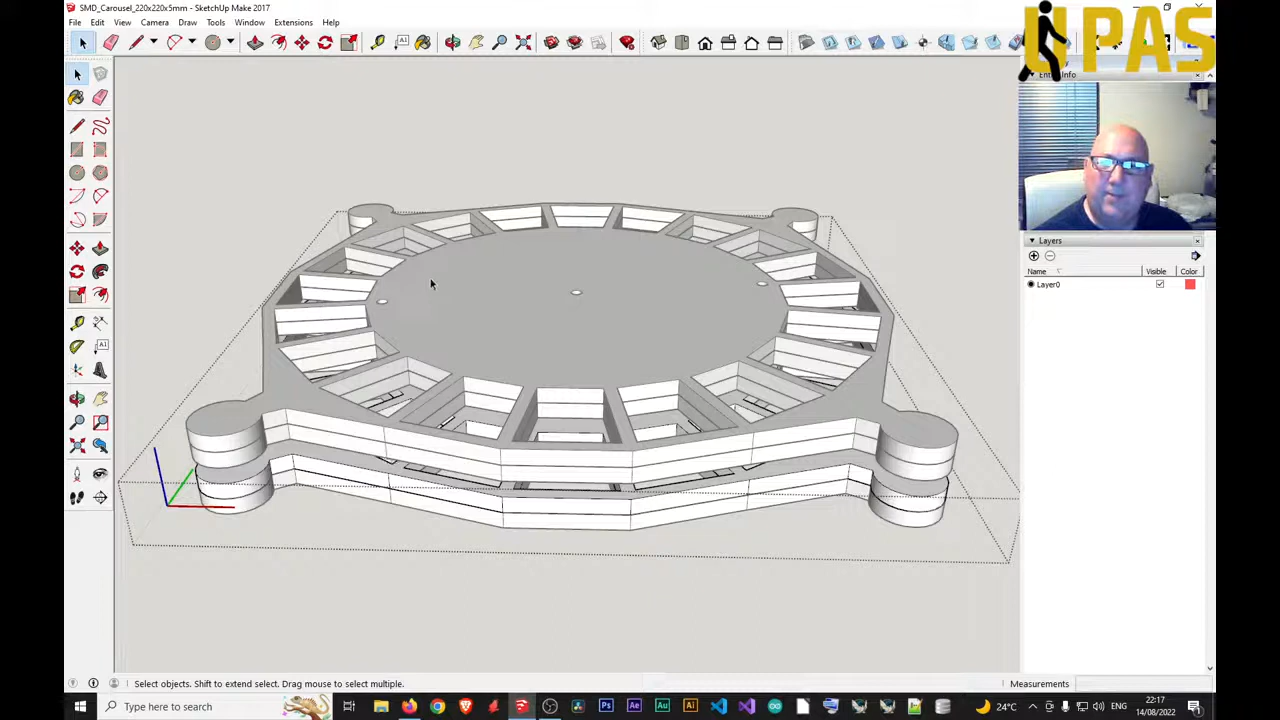 SMD_Carousel_220x220x5mm - SketchUp Make 2017
File Edit View Camera Draw Tools Window Extensions Help
UPAS
Layers
Name Visible Color
Layer0
Select objects. Shift to extend select. Drag mouse to select multiple.
Measurements
Type here to search
24°C
ENG
22:17
14/08/2022